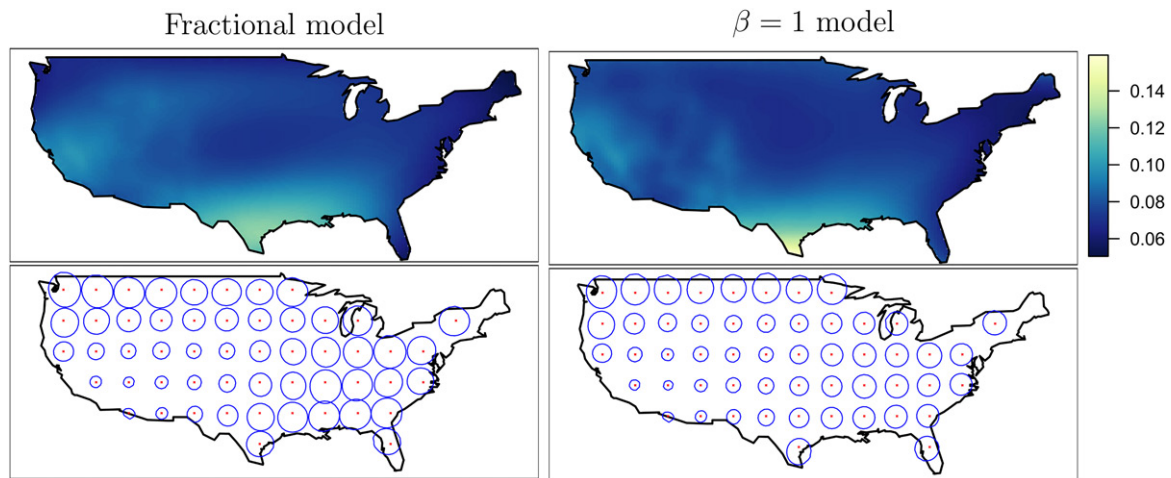 Fractional model
β = 1 model
0.14
0.12
0.10
0.08
0.06